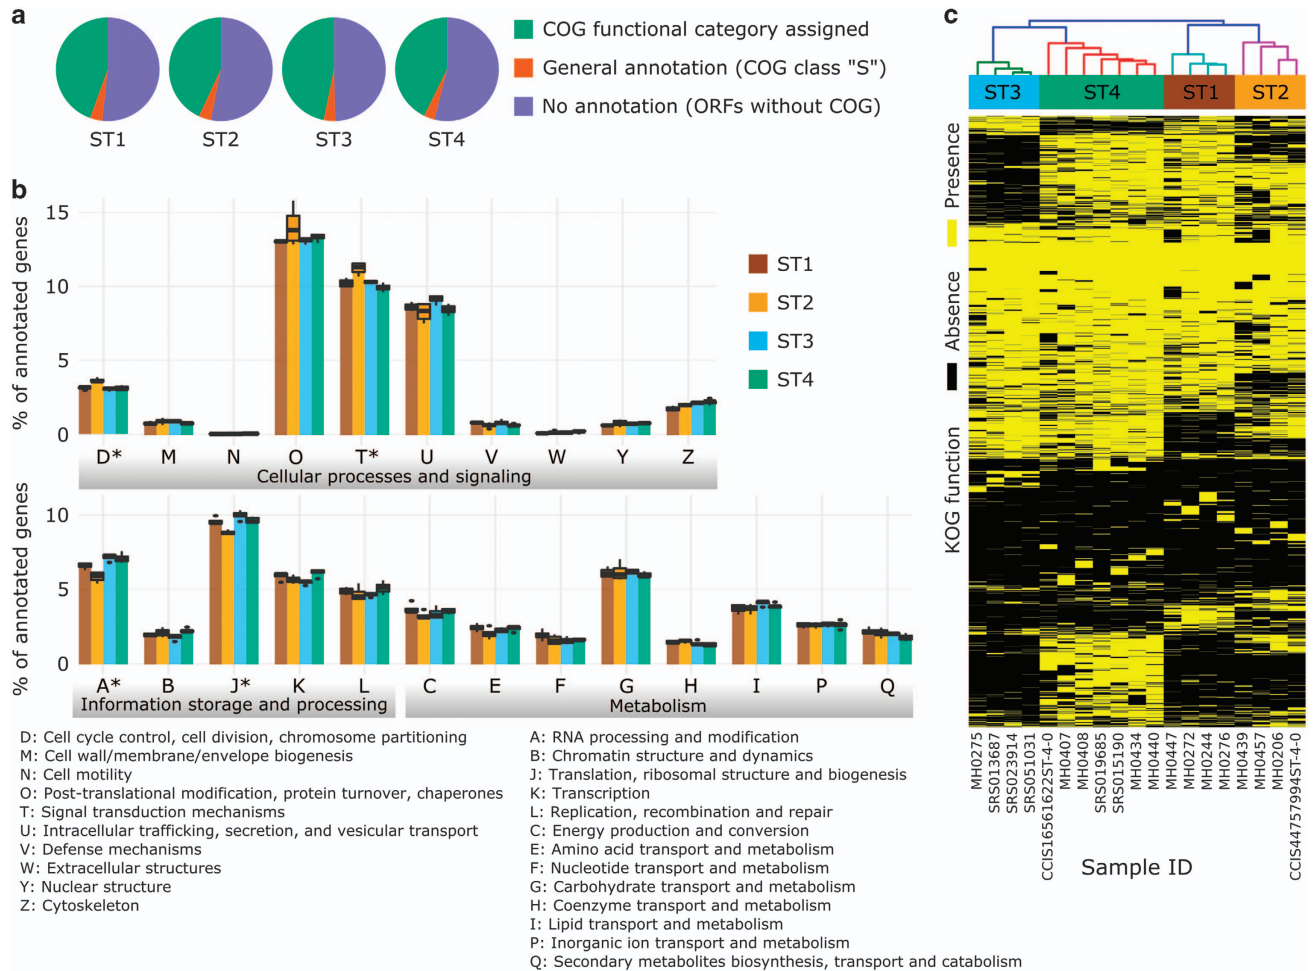 a
COG functional category assigned
General annotation (COG class "S")
No annotation (ORFs without COG)
ST1 ST2 ST3 ST4
b
% of annotated genes
15
10
5
0
ST1
ST2
ST3
ST4
D* M N O T* U V W Y Z
Cellular processes and signaling
% of annotated genes
10
5
0
A* B J* K L C E F G H I P Q
Information storage and processing
Metabolism
D: Cell cycle control, cell division, chromosome partitioning
M: Cell wall/membrane/envelope biogenesis
N: Cell motility
O: Post-translational modification, protein turnover, chaperones
T: Signal transduction mechanisms
U: Intracellular trafficking, secretion, and vesicular transport
V: Defense mechanisms
W: Extracellular structures
Y: Nuclear structure
Z: Cytoskeleton
A: RNA processing and modification
B: Chromatin structure and dynamics
J: Translation, ribosomal structure and biogenesis
K: Transcription
L: Replication, recombination and repair
C: Energy production and conversion
E: Amino acid transport and metabolism
F: Nucleotide transport and metabolism
G: Carbohydrate transport and metabolism
H: Coenzyme transport and metabolism
I: Lipid transport and metabolism
P: Inorganic ion transport and metabolism
Q: Secondary metabolites biosynthesis, transport and catabolism
c
ST3 ST4 ST1 ST2
KOG function
Absence
Presence
MH0275
SRS013687
SRS023914
SRS051031
CCIS16561622ST-4-0
MH0407
MH0408
SRS019685
SRS015190
MH0434
MH0440
MH0447
MH0272
MH0244
MH0276
MH0439
MH0457
MH0206
CCIS44757994ST-4-0
Sample ID